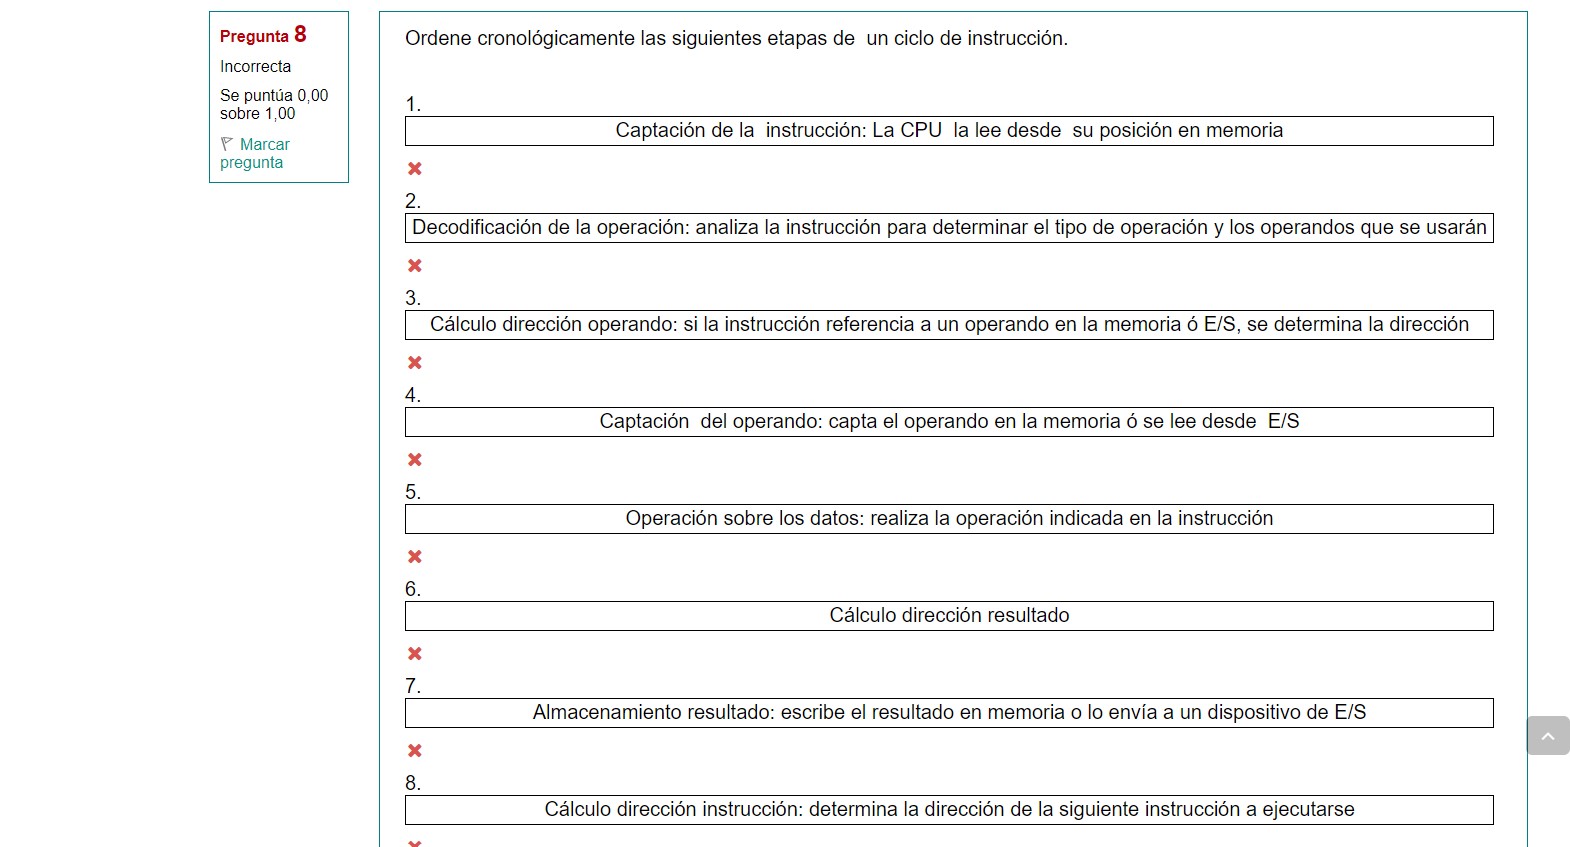 Pregunta 8
Incorrecta
Se puntúa 0,00
sobre 1,00
Marcar
pregunta
Ordene cronológicamente las siguientes etapas de  un ciclo de instrucción.
1.
Captación de la  instrucción: La CPU  la lee desde  su posición en memoria
2.
Decodificación de la operación: analiza la instrucción para determinar el tipo de operación y los operandos que se usarán
3.
Cálculo dirección operando: si la instrucción referencia a un operando en la memoria ó E/S, se determina la dirección
4.
Captación  del operando: capta el operando en la memoria ó se lee desde  E/S
5.
Operación sobre los datos: realiza la operación indicada en la instrucción
6.
Cálculo dirección resultado
7.
Almacenamiento resultado: escribe el resultado en memoria o lo envía a un dispositivo de E/S
8.
Cálculo dirección instrucción: determina la dirección de la siguiente instrucción a ejecutarse